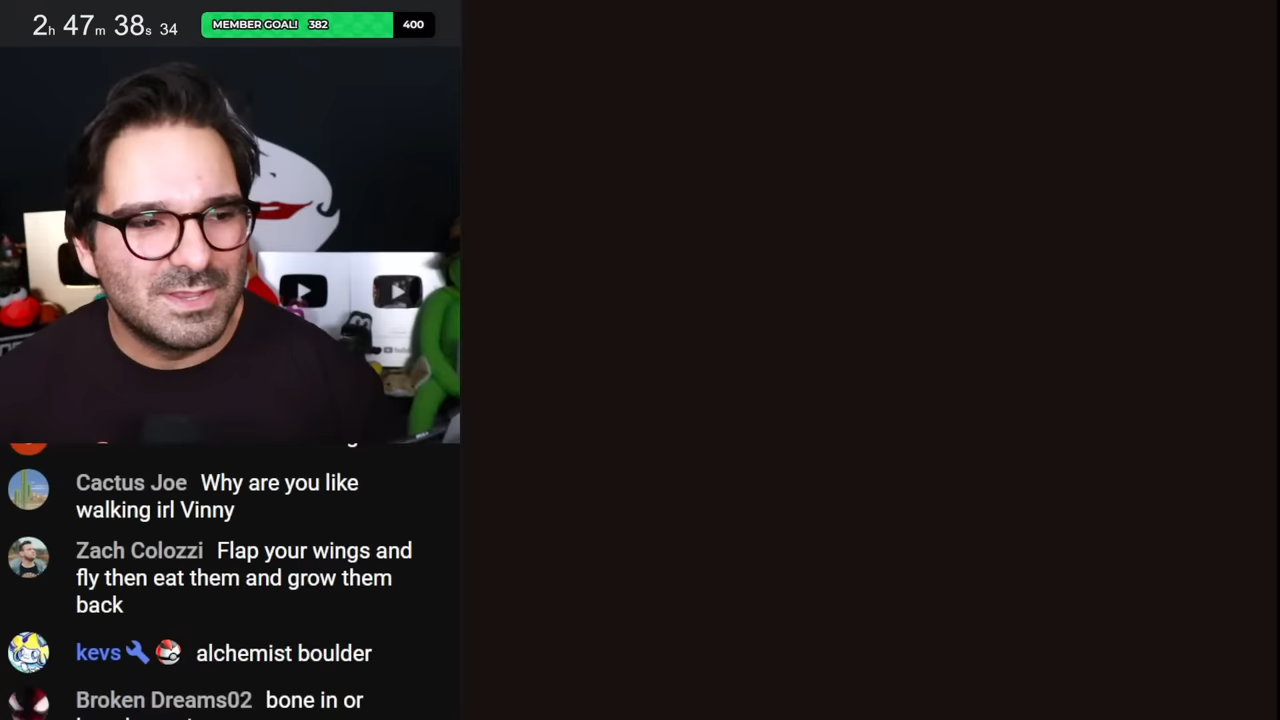 2h 47m 38s 34
MEMBER GOAL! 382
400
Cactus Joe Why are you like
walking irl Vinny
Zach Colozzi Flap your wings and
fly then eat them and grow them
back
kevs alchemist boulder
Broken Dreams02 bone in or